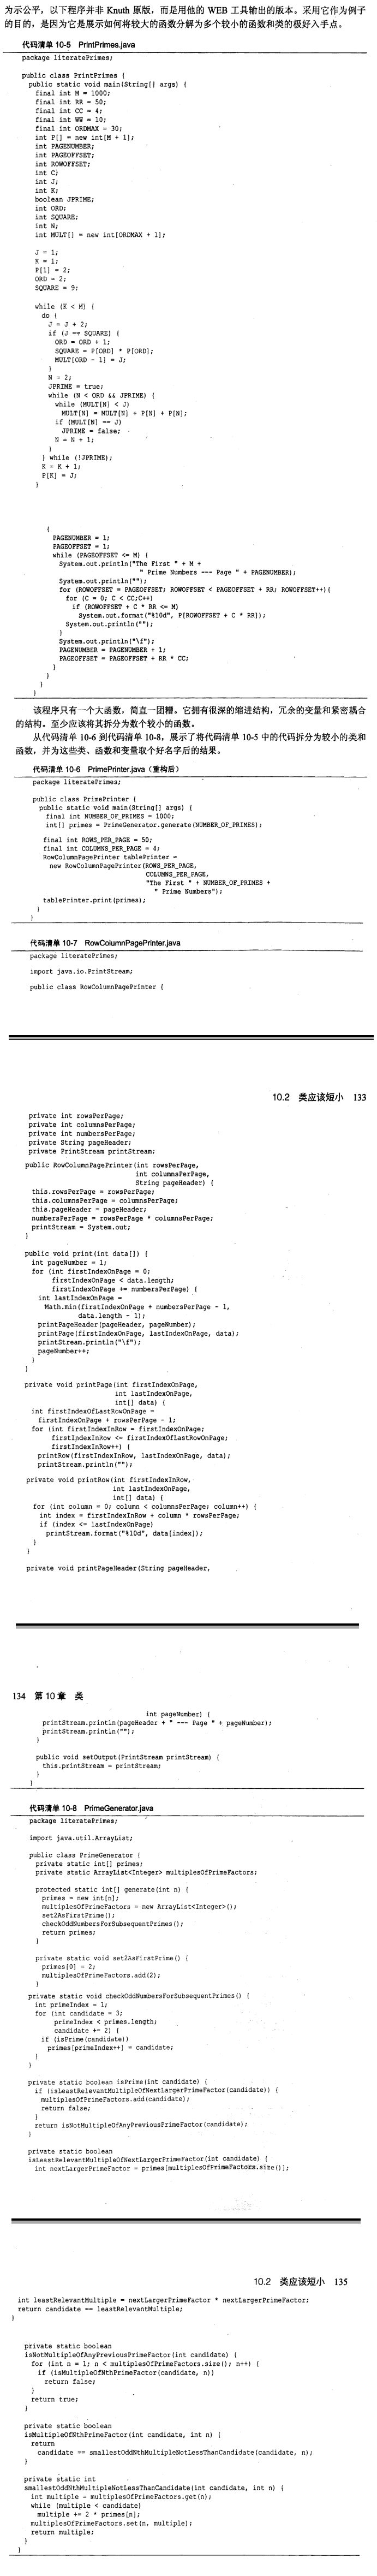 为示公平，以下程序并非 Knuth 原版，而是用他的 WEB 工具输出的版本。采用它作为例子
的目的，是因为它是展示如何将较大的函数分解为多个较小的函数和类的极好入手点。
代码清单 10-5 PrintPrimes.java
package literatePrimes;
public class PrintPrimes {
public static void main(String[] args) {
final int M = 1000;
final int RR = 50;
final int CC = 4;
final int WW = 10;
final int ORDMAX = 30;
int P[] = new int[M + 1];
int PAGENUMBER;
int PAGEOFFSET;
int ROWOFFSET;
int C;
int J;
int K;
boolean JPRIME;
int ORD;
int SQUARE;
int N;
int MULT[] = new int[ORDMAX + 1];
J = 1;
K = 1;
P[1] = 2;
ORD = 2;
SQUARE = 9;
while (K < M) {
do {
J = J + 2;
if (J == SQUARE) {
ORD = ORD + 1;
SQUARE = P[ORD] * P[ORD];
MULT[ORD - 1] = J;
}
N = 2;
JPRIME = true;
while (N < ORD && JPRIME) {
while (MULT[N] < J)
MULT[N] = MULT[N] + P[N] + P[N];
if (MULT[N] == J)
JPRIME = false;
N = N + 1;
}
} while (!JPRIME);
K = K + 1;
P[K] = J;
}
{
PAGENUMBER = 1;
PAGEOFFSET = 1;
while (PAGEOFFSET <= M) {
System.out.println("The First " + M +
" Prime Numbers --- Page " + PAGENUMBER);
System.out.println("");
for (ROWOFFSET = PAGEOFFSET; ROWOFFSET < PAGEOFFSET + RR; ROWOFFSET++){
for (C = 0; C < CC;C++)
if (ROWOFFSET + C * RR <= M)
System.out.format("%10d", P[ROWOFFSET + C * RR]);
System.out.println("");
}
System.out.println("\f");
PAGENUMBER = PAGENUMBER + 1;
PAGEOFFSET = PAGEOFFSET + RR * CC;
}
}
}
}
该程序只有一个大函数，简直一团糟。它拥有很深的缩进结构，冗余的变量和紧密耦合
的结构。至少应该将其拆分为数个较小的函数。
从代码清单 10-6 到代码清单 10-8，展示了将代码清单 10-5 中的代码拆分为较小的类和
函数，并为这些类、函数和变量取个好名字后的结果。
代码清单 10-6 PrimePrinter.java（重构后）
package literatePrimes;
public class PrimePrinter {
public static void main(String[] args) {
final int NUMBER_OF_PRIMES = 1000;
int[] primes = PrimeGenerator.generate(NUMBER_OF_PRIMES);
final int ROWS_PER_PAGE = 50;
final int COLUMNS_PER_PAGE = 4;
RowColumnPagePrinter tablePrinter =
new RowColumnPagePrinter(ROWS_PER_PAGE,
COLUMNS_PER_PAGE,
"The First " + NUMBER_OF_PRIMES +
" Prime Numbers");
tablePrinter.print(primes);
}
}
代码清单 10-7 RowColumnPagePrinter.java
package literatePrimes;
import java.io.PrintStream;
public class RowColumnPagePrinter {
10.2 类应该短小 133
private int rowsPerPage;
private int columnsPerPage;
private int numbersPerPage;
private String pageHeader;
private PrintStream printStream;
public RowColumnPagePrinter(int rowsPerPage,
int columnsPerPage,
String pageHeader) {
this.rowsPerPage = rowsPerPage;
this.columnsPerPage = columnsPerPage;
this.pageHeader = pageHeader;
numbersPerPage = rowsPerPage * columnsPerPage;
printStream = System.out;
}
public void print(int data[]) {
int pageNumber = 1;
for (int firstIndexOnPage = 0;
firstIndexOnPage < data.length;
firstIndexOnPage += numbersPerPage) {
int lastIndexOnPage =
Math.min(firstIndexOnPage + numbersPerPage - 1,
data.length - 1);
printPageHeader(pageHeader, pageNumber);
printPage(firstIndexOnPage, lastIndexOnPage, data);
printStream.println("\f");
pageNumber++;
}
}
private void printPage(int firstIndexOnPage,
int lastIndexOnPage,
int[] data) {
int firstIndexOfLastRowOnPage =
firstIndexOnPage + rowsPerPage - 1;
for (int firstIndexInRow = firstIndexOnPage;
firstIndexInRow <= firstIndexOfLastRowOnPage;
firstIndexInRow++) {
printRow(firstIndexInRow, lastIndexOnPage, data);
printStream.println("");
private void printRow(int firstIndexInRow,
int lastIndexOnPage,
int[] data) {
for (int column = 0; column < columnsPerPage; column++) {
int index = firstIndexInRow + column * rowsPerPage;
if (index <= lastIndexOnPage)
printStream.format("%10d", data[index]);
}
}
private void printPageHeader(String pageHeader,
134 第 10 章 类
int pageNumber) {
printStream.println(pageHeader + " --- Page " + pageNumber);
printStream.println("");
}
public void setOutput(PrintStream printStream) {
this.printStream = printStream;
}
}
代码清单 10-8 PrimeGenerator.java
package literatePrimes;
import java.util.ArrayList;
public class PrimeGenerator {
private static int[] primes;
private static ArrayList<Integer> multiplesOfPrimeFactors;
protected static int[] generate(int n) {
primes = new int[n];
multiplesOfPrimeFactors = new ArrayList<Integer>();
set2AsFirstPrime();
checkOddNumbersForSubsequentPrimes();
return primes;
}
private static void set2AsFirstPrime() {
primes[0] = 2;
multiplesOfPrimeFactors.add(2);
}
private static void checkOddNumbersForSubsequentPrimes() {
int primeIndex = 1;
for (int candidate = 3;
primeIndex < primes.length;
candidate += 2) {
if (isPrime(candidate))
primes[primeIndex++] = candidate;
}
}
private static boolean isPrime(int candidate) {
if (isLeastRelevantMultipleOfNextLargerPrimeFactor(candidate)) {
multiplesOfPrimeFactors.add(candidate);
return false;
}
return isNotMultipleOfAnyPreviousPrimeFactor(candidate);
}
private static boolean
isLeastRelevantMultipleOfNextLargerPrimeFactor(int candidate) {
int nextLargerPrimeFactor = primes[multiplesOfPrimeFactors.size()];
10.2 类应该短小 135
int leastRelevantMultiple = nextLargerPrimeFactor * nextLargerPrimeFactor;
return candidate == leastRelevantMultiple;
}
private static boolean
isNotMultipleOfAnyPreviousPrimeFactor(int candidate) {
for (int n = 1; n < multiplesOfPrimeFactors.size(); n++) {
if (isMultipleOfNthPrimeFactor(candidate, n))
return false;
}
return true;
}
private static boolean
isMultipleOfNthPrimeFactor(int candidate, int n) {
return
candidate == smallestOddNthMultipleNotLessThanCandidate(candidate, n);
}
private static int
smallestOddNthMultipleNotLessThanCandidate(int candidate, int n) {
int multiple = multiplesOfPrimeFactors.get(n);
while (multiple < candidate)
multiple += 2 * primes[n];
multiplesOfPrimeFactors.set(n, multiple);
return multiple;
}
}